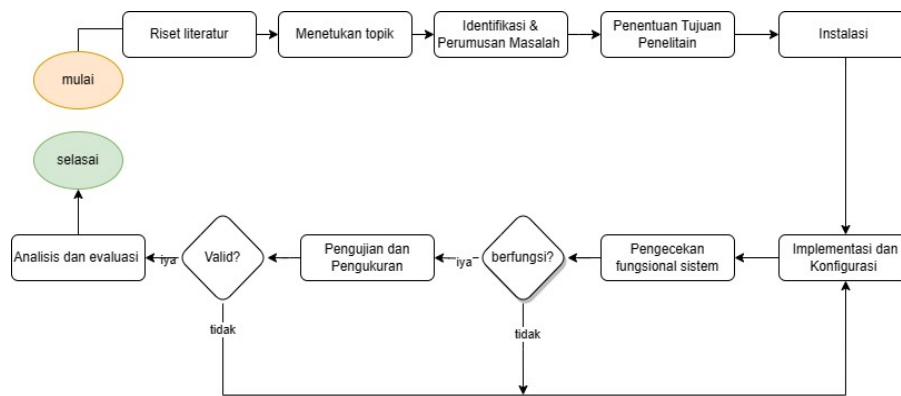 mulai
Riset literatur
Menetukan topik
Identifikasi &
Perumusan Masalah
Penentuan Tujuan
Penelitain
Instalasi
Implementasi dan
Konfigurasi
Pengecekan
fungsional sistem
berfungsi?
iya
tidak
Pengujian dan
Pengukuran
Valid?
iya
tidak
Analisis dan evaluasi
selasai